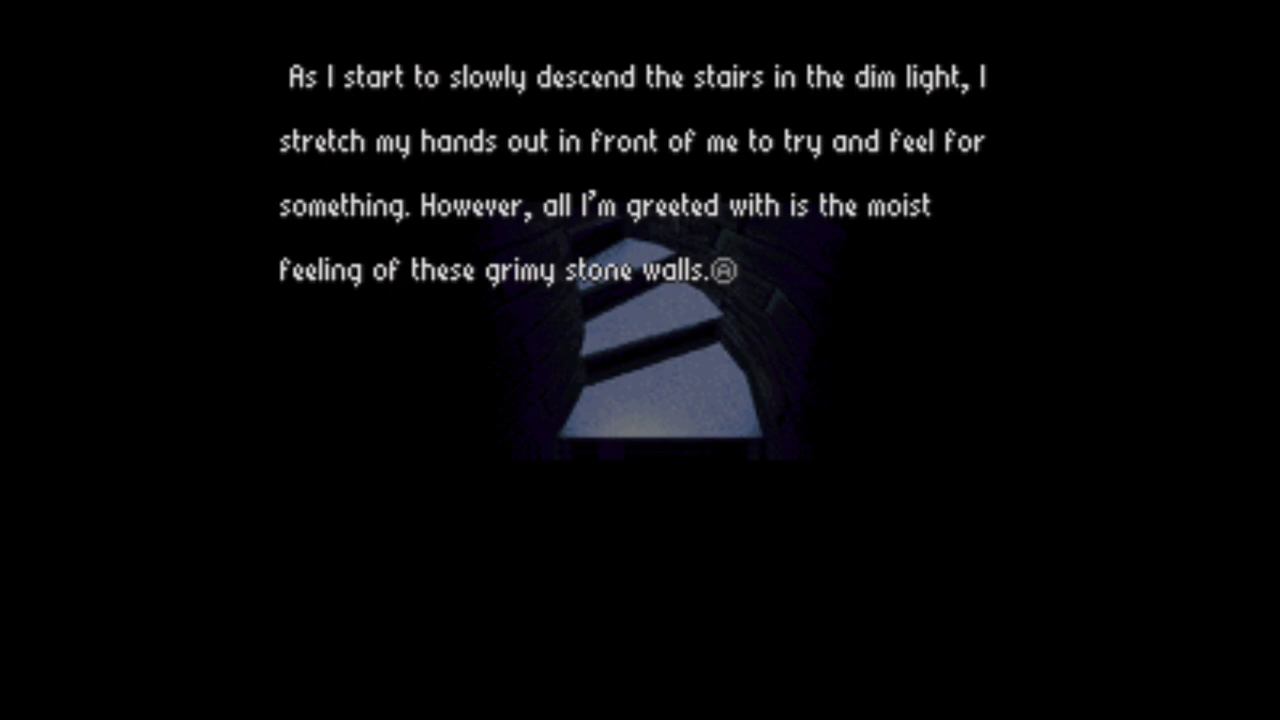 As I start to slowly descend the stairs in the dim light, I
stretch my hands out in front of me to try and feel for
something. However, all I'm greeted with is the moist
feeling of these grimy stone walls.Ⓐ